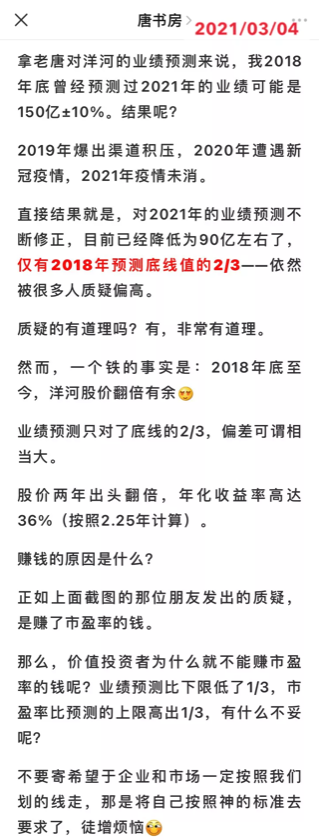 唐书房
2021/03/04
拿老唐对洋河的业绩预测来说，我2018
年底曾经预测过2021年的业绩可能是
150亿±10%。结果呢？
2019年爆出渠道积压，2020年遭遇新
冠疫情，2021年疫情未消。
直接结果就是，对2021年的业绩预测不
断修正，目前已经降低为90亿左右了，
仅有2018年预测底线值的2/3——依然
被很多人质疑偏高。
质疑的有道理吗？有，非常有道理。
然而，一个铁的事实是：2018年底至
今，洋河股价翻倍有余
业绩预测只对了底线的2/3，偏差可谓相
当大。
股价两年出头翻倍，年化收益率高达
36%（按照2.25年计算）。
赚钱的原因是什么？
正如上面截图的那位朋友发出的质疑，
是赚了市盈率的钱。
那么，价值投资者为什么就不能赚市盈
率的钱呢？业绩预测比下限低了1/3，市
盈率比预测的上限高出1/3，有什么不妥
呢？
不要寄希望于企业和市场一定按照我们
划的线走，那是将自己按照神的标准去
要求了，徒增烦恼